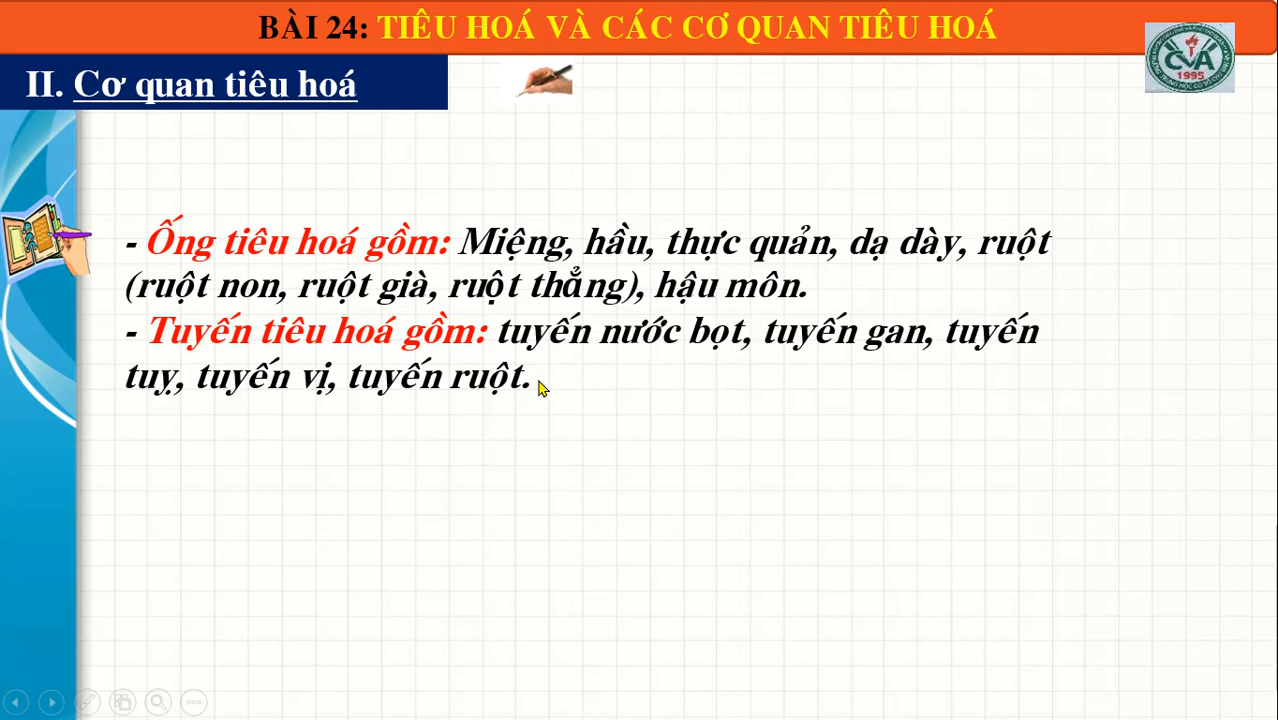 BÀI 24: TIÊU HOÁ VÀ CÁC CƠ QUAN TIÊU HOÁ
II. Cơ quan tiêu hoá
CVA
1995
- Ống tiêu hoá gồm: Miệng, hầu, thực quản, dạ dày, ruột
(ruột non, ruột già, ruột thẳng), hậu môn.
- Tuyến tiêu hoá gồm: tuyến nước bọt, tuyến gan, tuyến
tuỵ, tuyến vị, tuyến ruột.